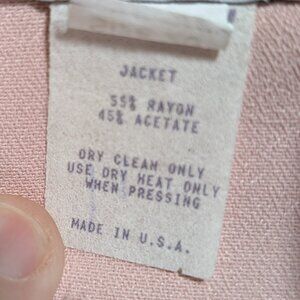 JACKET
55% RAYON
45% ACETATE
DRY CLEAN ONLY
USE DRY HEAT ONLY
WHEN PRESSING
MADE IN U.S.A.